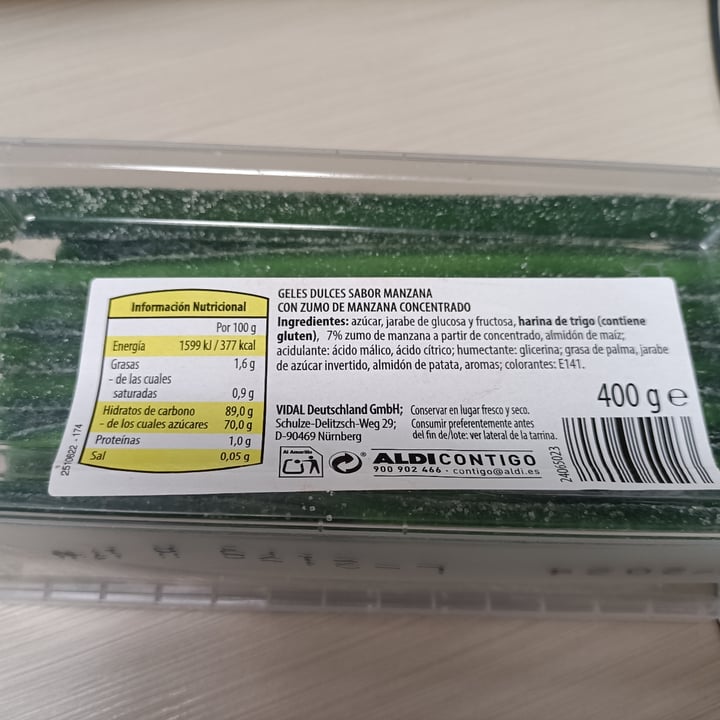 Información Nutricional
Por 100 g
Energía 1599 kJ / 377 kcal
Grasas 1,6 g
- de las cuales
saturadas 0,9 g
Hidratos de carbono 89,0 g
- de los cuales azúcares 70,0 g
Proteínas 1,0 g
Sal 0,05 g
2510622 - 174
GELES DULCES SABOR MANZANA
CON ZUMO DE MANZANA CONCENTRADO
Ingredientes: azúcar, jarabe de glucosa y fructosa, harina de trigo (contiene
gluten), 7% zumo de manzana a partir de concentrado, almidón de maíz;
acidulante: ácido málico, ácido cítrico; humectante: glicerina; grasa de palma, jarabe
de azúcar invertido, almidón de patata, aromas; colorantes: E141.
400 g e
VIDAL Deutschland GmbH;
Schulze-Delitzsch-Weg 29;
D-90469 Nürnberg
Conservar en lugar fresco y seco.
Consumir preferentemente antes
del fin de/lote: ver lateral de la tarrina.
Al Amarillo
ALDI CONTIGO
900 902 466 · contigo@aldi.es
24065023